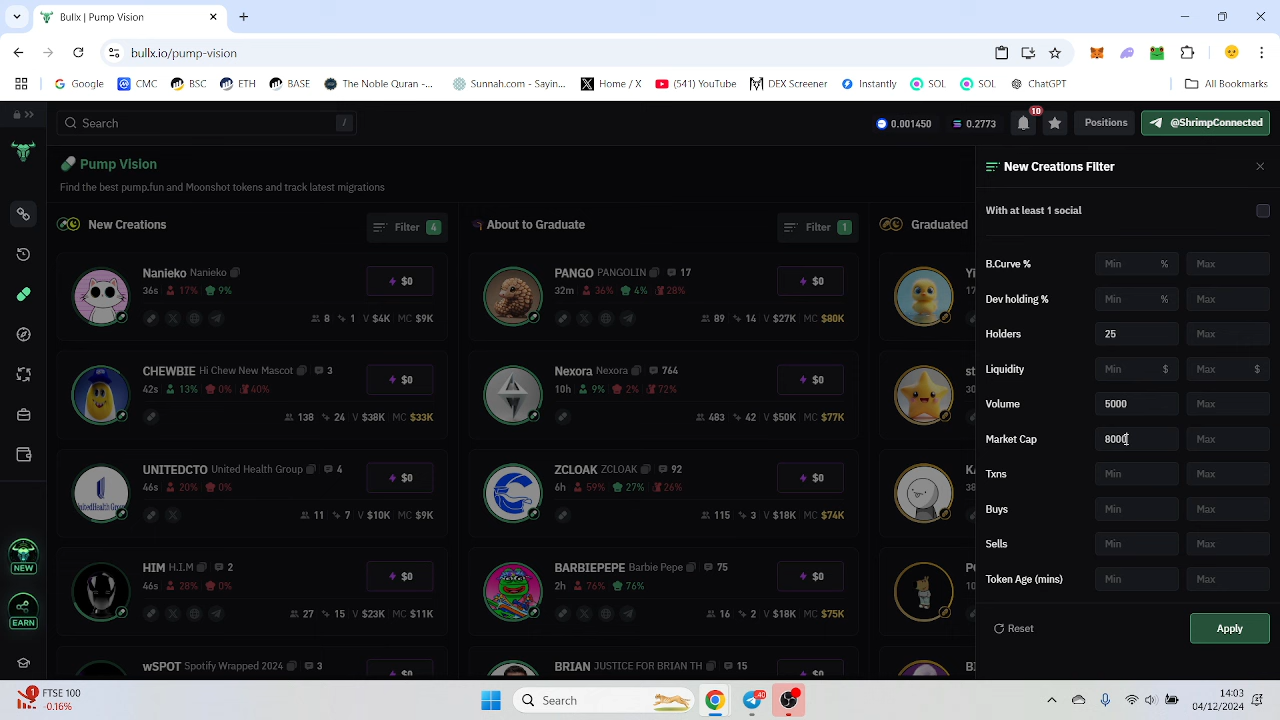 Bullx | Pump Vision
bullx.io/pump-vision
Google CMC BSC ETH BASE The Noble Quran -... Sunnah.com - Sayin... Home / X (541) YouTube DEX Screener Instantly SOL SOL ChatGPT All Bookmarks
Search /
0.001450 0.2773 10 Positions @ShrimpConnected
Pump Vision
Find the best pump.fun and Moonshot tokens and track latest migrations
New Creations Filter 4
Nanieko Nanieko $0
36s 17% 9%
8 1 V $4K MC $9K
CHEWBIE Hi Chew New Mascot 3 $0
42s 13% 0% 40%
138 24 V $38K MC $33K
UNITEDCTO United Health Group 4 $0
46s 20% 0%
11 7 V $10K MC $9K
HIM H.I.M 2 $0
46s 28% 0%
27 15 V $23K MC $11K
wSPOT Spotify Wrapped 2024 3 $0
About to Graduate Filter 1
PANGO PANGOLIN 17 $0
32m 36% 4% 28%
89 14 V $27K MC $80K
Nexora Nexora 764 $0
10h 9% 2% 72%
483 42 V $50K MC $77K
ZCLOAK ZCLOAK 92 $0
6h 59% 27% 26%
115 3 V $18K MC $74K
BARBIEPEPE Barbie Pepe 75 $0
2h 76% 76%
16 2 V $18K MC $75K
BRIAN JUSTICE FOR BRIAN TH 15 $0
Graduated
New Creations Filter
With at least 1 social
B.Curve % Min % Max
Dev holding % Min % Max
Holders 25 Max
Liquidity Min $ Max $
Volume 5000 Max
Market Cap 8000 Max
Txns Min Max
Buys Min Max
Sells Min Max
Token Age (mins) Min Max
Reset Apply
NEW
EARN
1 FTSE 100
-0.16%
Search
40
14:03
04/12/2024